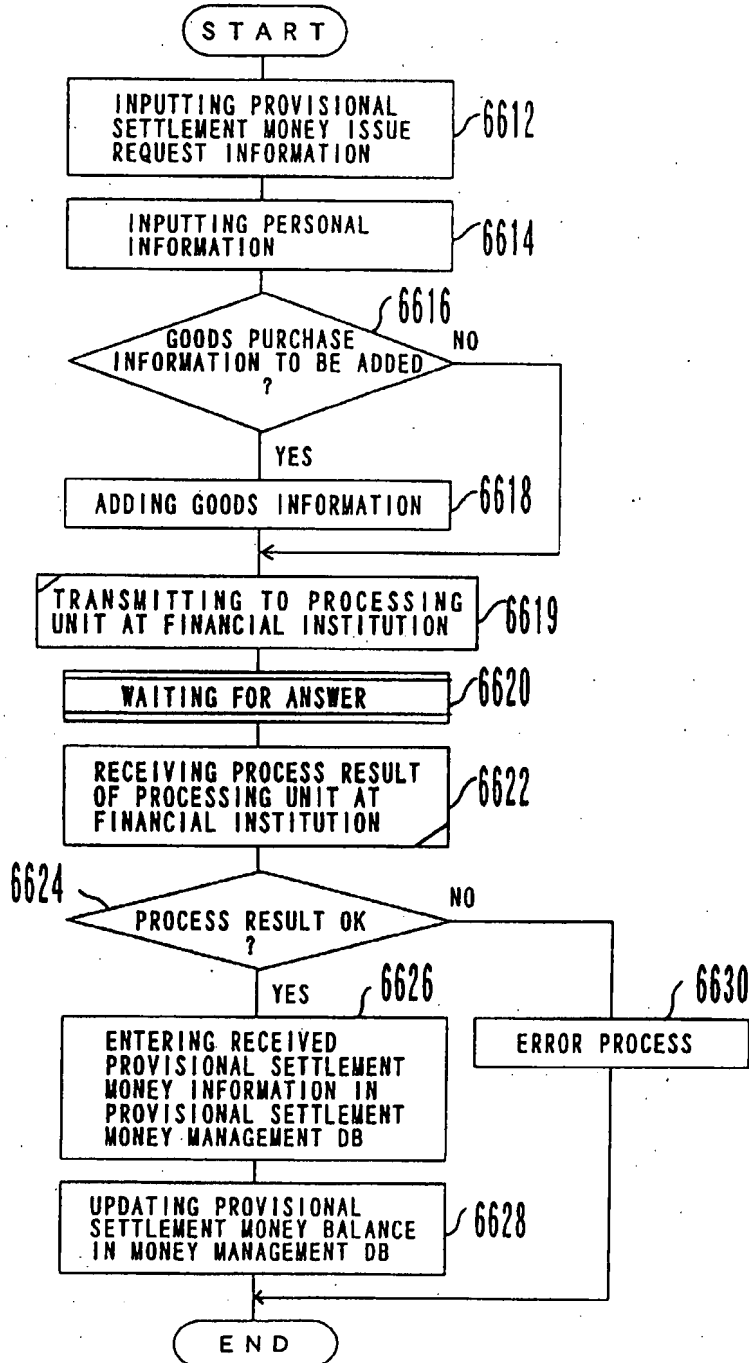 START
INPUTTING PROVISIONAL
SETTLEMENT MONEY ISSUE
REQUEST INFORMATION
6612
INPUTTING PERSONAL
INFORMATION
6614
6616
GOODS PURCHASE
INFORMATION TO BE ADDED
?
NO
YES
ADDING GOODS INFORMATION
6618
TRANSMITTING TO PROCESSING
UNIT AT FINANCIAL INSTITUTION
6619
WAITING FOR ANSWER
6620
RECEIVING PROCESS RESULT
OF PROCESSING UNIT AT
FINANCIAL INSTITUTION
6622
6624
PROCESS RESULT OK
?
NO
YES
6626
6630
ENTERING RECEIVED
PROVISIONAL SETTLEMENT
MONEY INFORMATION IN
PROVISIONAL SETTLEMENT
MONEY MANAGEMENT DB
ERROR PROCESS
UPDATING PROVISIONAL
SETTLEMENT MONEY BALANCE
IN MONEY MANAGEMENT DB
6628
END